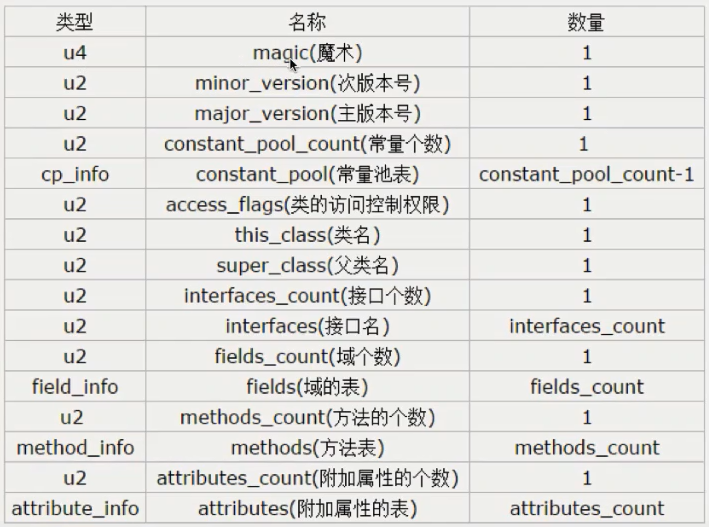 类型 名称 数量
u4 magic(魔术) 1
u2 minor_version(次版本号) 1
u2 major_version(主版本号) 1
u2 constant_pool_count(常量个数) 1
cp_info constant_pool(常量池表) constant_pool_count-1
u2 access_flags(类的访问控制权限) 1
u2 this_class(类名) 1
u2 super_class(父类名) 1
u2 interfaces_count(接口个数) 1
u2 interfaces(接口名) interfaces_count
u2 fields_count(域个数) 1
field_info fields(域的表) fields_count
u2 methods_count(方法的个数) 1
method_info methods(方法表) methods_count
u2 attributes_count(附加属性的个数) 1
attribute_info attributes(附加属性的表) attributes_count